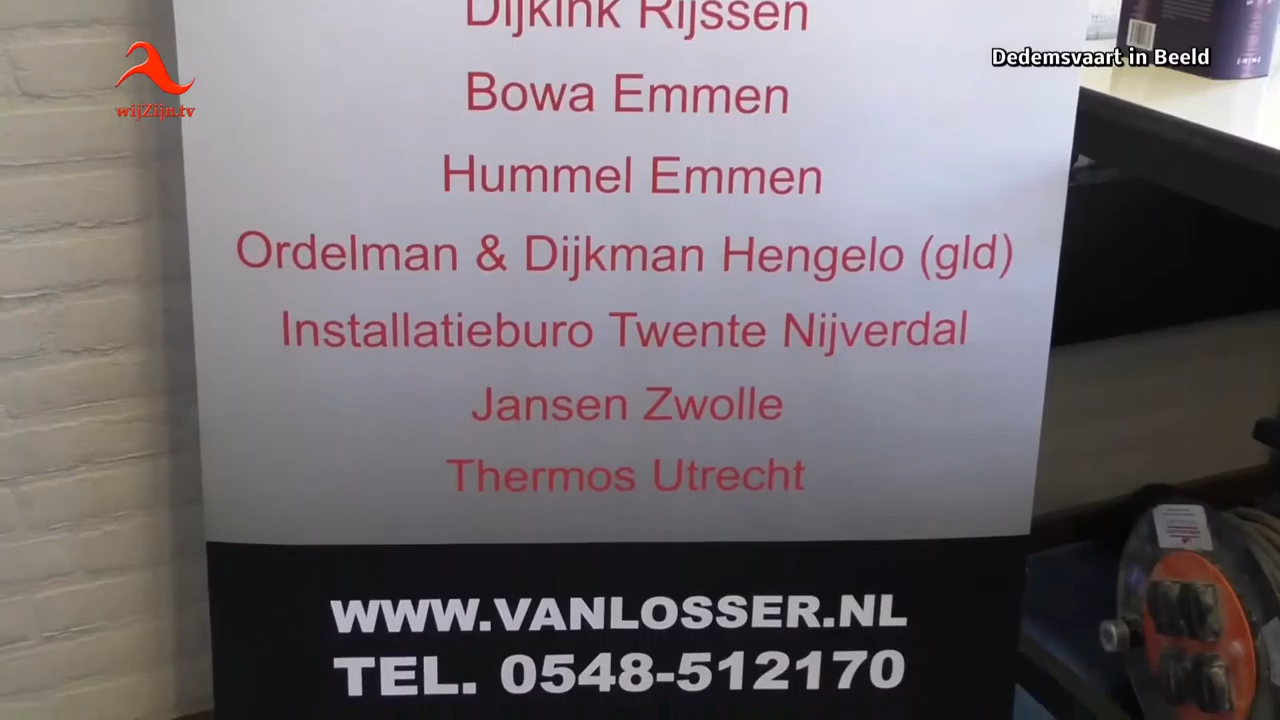 Dijkink Rijssen
wijZijn.tv
Dedemsvaart in Beeld
Bowa Emmen
Hummel Emmen
Ordelman & Dijkman Hengelo (gld)
Installatieburo Twente Nijverdal
Jansen Zwolle
Thermos Utrecht
WWW.VANLOSSER.NL
TEL. 0548-512170